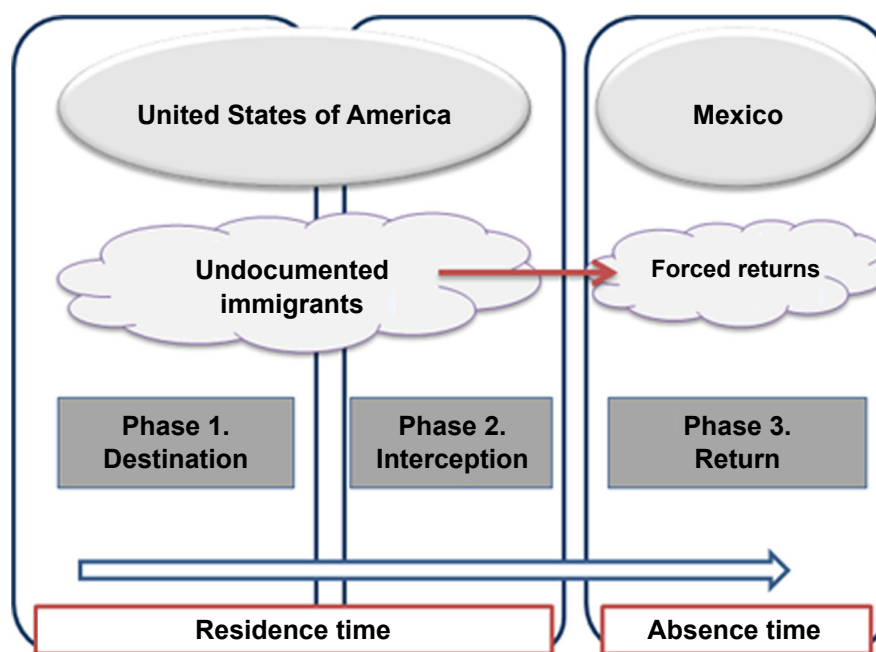 United States of America
Mexico
Undocumented
immigrants
Forced returns
Phase 1.
Destination
Phase 2.
Interception
Phase 3.
Return
Residence time
Absence time